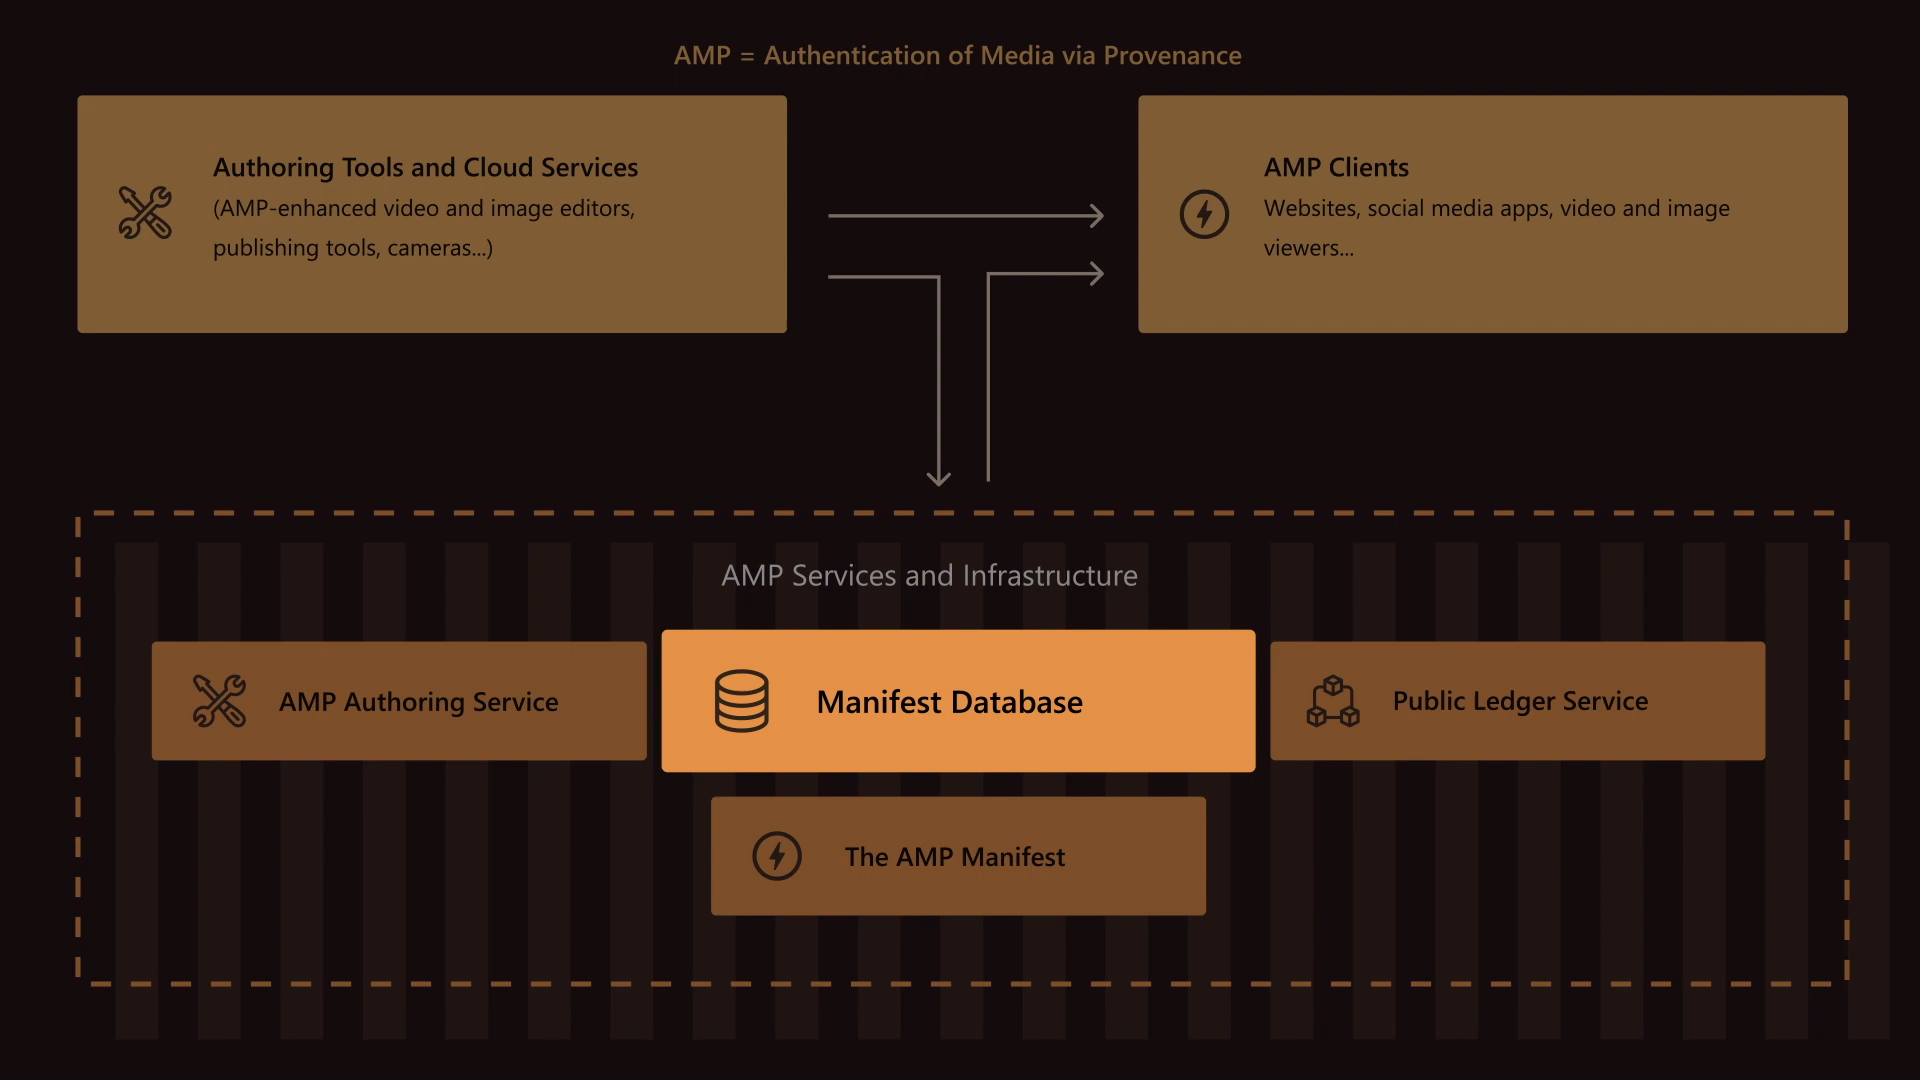 AMP = Authentication of Media via Provenance
Authoring Tools and Cloud Services
(AMP-enhanced video and image editors,
publishing tools, cameras...)
AMP Clients
Websites, social media apps, video and image
viewers...
AMP Services and Infrastructure
AMP Authoring Service
Manifest Database
Public Ledger Service
The AMP Manifest